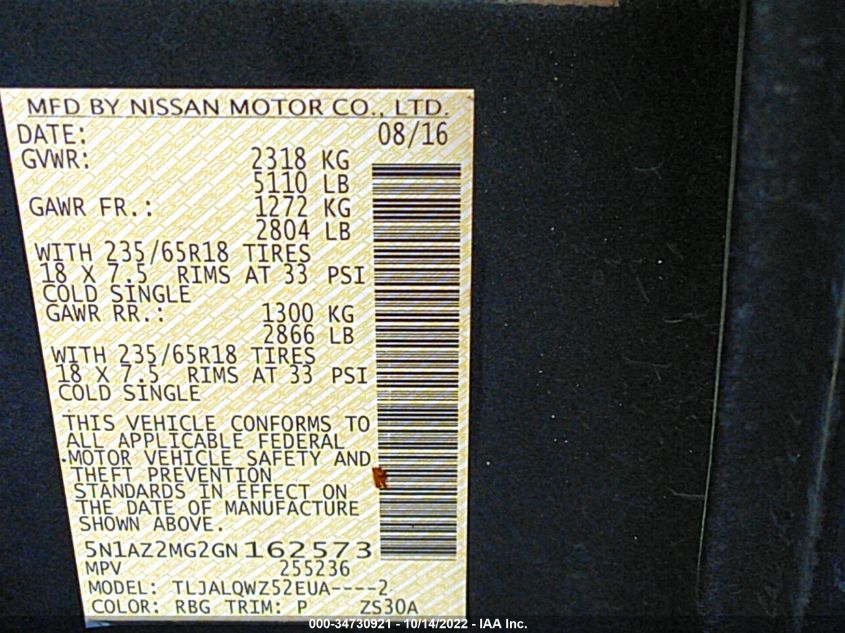 MFD BY NISSAN MOTOR CO., LTD.
DATE: 08/16
GVWR: 2318 KG
5110 LB
GAWR FR.: 1272 KG
2804 LB
WITH 235/65R18 TIRES
18 X 7.5 RIMS AT 33 PSI
COLD SINGLE
GAWR RR.: 1300 KG
2866 LB
WITH 235/65R18 TIRES
18 X 7.5 RIMS AT 33 PSI
COLD SINGLE
THIS VEHICLE CONFORMS TO
ALL APPLICABLE FEDERAL
MOTOR VEHICLE SAFETY AND
THEFT PREVENTION
STANDARDS IN EFFECT ON
THE DATE OF MANUFACTURE
SHOWN ABOVE.
5N1AZ2MG2GN162573
MPV 255236
MODEL: TLJALQWZ52EUA----2
COLOR: RBG TRIM: P ZS30A
000-34730921 - 10/14/2022 - IAA Inc.